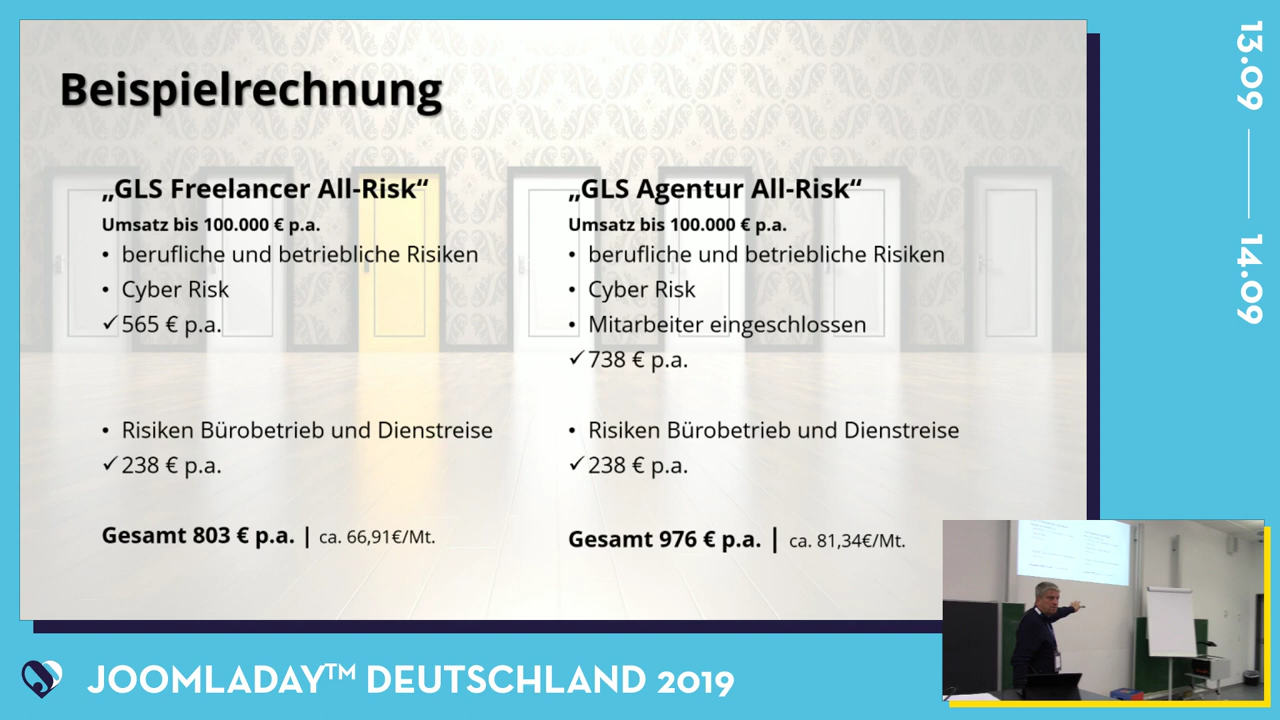 Beispielrechnung
„GLS Freelancer All-Risk“
Umsatz bis 100.000 € p.a.
• berufliche und betriebliche Risiken
• Cyber Risk
✓565 € p.a.
• Risiken Bürobetrieb und Dienstreise
✓238 € p.a.
Gesamt 803 € p.a. | ca. 66,91€/Mt.
„GLS Agentur All-Risk“
Umsatz bis 100.000 € p.a.
• berufliche und betriebliche Risiken
• Cyber Risk
• Mitarbeiter eingeschlossen
✓738 € p.a.
• Risiken Bürobetrieb und Dienstreise
✓238 € p.a.
Gesamt 976 € p.a. | ca. 81,34€/Mt.
13.09 — 14.09
JOOMLADAY™ DEUTSCHLAND 2019